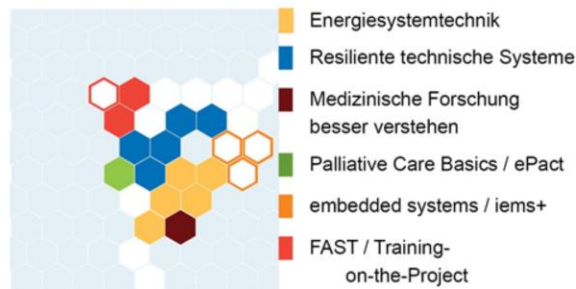 Energiesystemtechnik
Resiliente technische Systeme
Medizinische Forschung
besser verstehen
Palliative Care Basics / ePact
embedded systems / iems+
FAST / Training-
on-the-Project